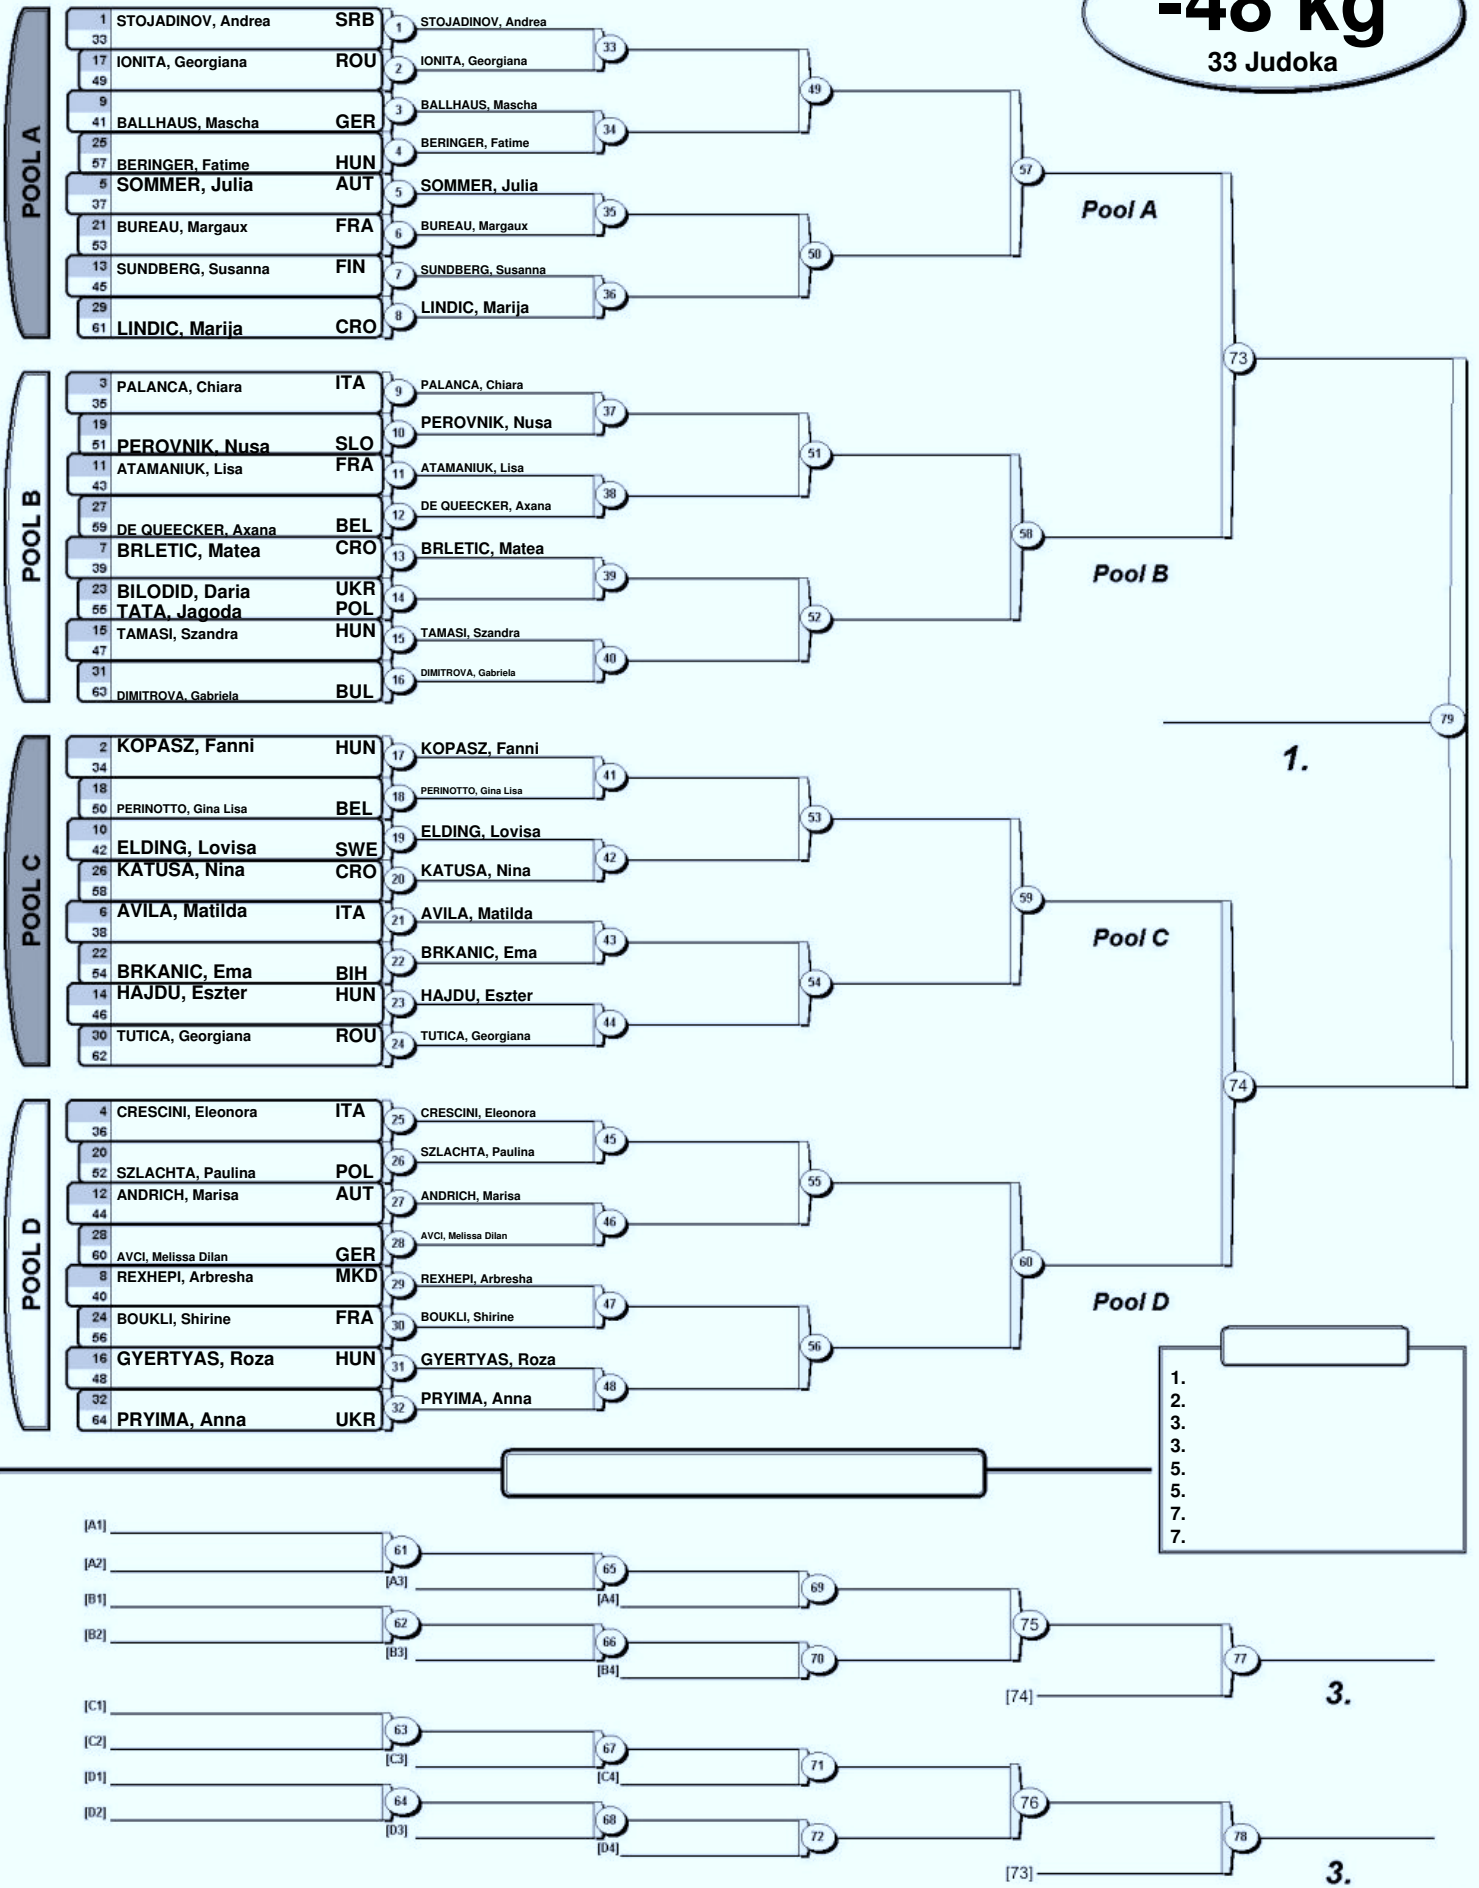 -48 kg
33 Judoka
POOL A
1 STOJADINOV, Andrea SRB
33
1 STOJADINOV, Andrea
17 IONITA, Georgiana ROU
49
2 IONITA, Georgiana
33
9
41 BALLHAUS, Mascha GER
3 BALLHAUS, Mascha
25
57 BERINGER, Fatime HUN
4 BERINGER, Fatime
34
49
5 SOMMER, Julia AUT
37
5 SOMMER, Julia
21 BUREAU, Margaux FRA
53
6 BUREAU, Margaux
35
13 SUNDBERG, Susanna FIN
45
7 SUNDBERG, Susanna
29
61 LINDIC, Marija CRO
8 LINDIC, Marija
36
50
57
Pool A
73
POOL B
3 PALANCA, Chiara ITA
35
9 PALANCA, Chiara
19
51 PEROVNIK, Nusa SLO
10 PEROVNIK, Nusa
37
11 ATAMANIUK, Lisa FRA
43
11 ATAMANIUK, Lisa
27
59 DE QUEECKER, Axana BEL
12 DE QUEECKER, Axana
38
51
7 BRLETIC, Matea CRO
39
13 BRLETIC, Matea
23 BILODID, Daria UKR
55 TATA, Jagoda POL
14
39
15 TAMASI, Szandra HUN
47
15 TAMASI, Szandra
31
63 DIMITROVA, Gabriela BUL
16 DIMITROVA, Gabriela
40
52
58
Pool B
79
1.
POOL C
2 KOPASZ, Fanni HUN
34
17 KOPASZ, Fanni
18
50 PERINOTTO, Gina Lisa BEL
18 PERINOTTO, Gina Lisa
41
10
42 ELDING, Lovisa SWE
19 ELDING, Lovisa
26 KATUSA, Nina CRO
58
20 KATUSA, Nina
42
53
6 AVILA, Matilda ITA
38
21 AVILA, Matilda
22
54 BRKANIC, Ema BIH
22 BRKANIC, Ema
43
14 HAJDU, Eszter HUN
46
23 HAJDU, Eszter
30 TUTICA, Georgiana ROU
62
24 TUTICA, Georgiana
44
54
59
Pool C
74
POOL D
4 CRESCINI, Eleonora ITA
36
25 CRESCINI, Eleonora
20
52 SZLACHTA, Paulina POL
26 SZLACHTA, Paulina
45
12 ANDRICH, Marisa AUT
44
27 ANDRICH, Marisa
28
60 AVCI, Melissa Dilan GER
28 AVCI, Melissa Dilan
46
55
8 REXHEPI, Arbresha MKD
40
29 REXHEPI, Arbresha
24 BOUKLI, Shirine FRA
56
30 BOUKLI, Shirine
47
16 GYERTYAS, Roza HUN
48
31 GYERTYAS, Roza
32
64 PRYIMA, Anna UKR
32 PRYIMA, Anna
48
56
60
Pool D
1.
2.
3.
3.
5.
5.
7.
7.
[A1]
61
[A2]
[A3]
65
[A4]
69
[B1]
62
[B2]
[B3]
66
[B4]
70
75
[74]
77
3.
[C1]
63
[C2]
[C3]
67
[C4]
71
[D1]
64
[D2]
[D3]
68
[D4]
72
76
[73]
78
3.